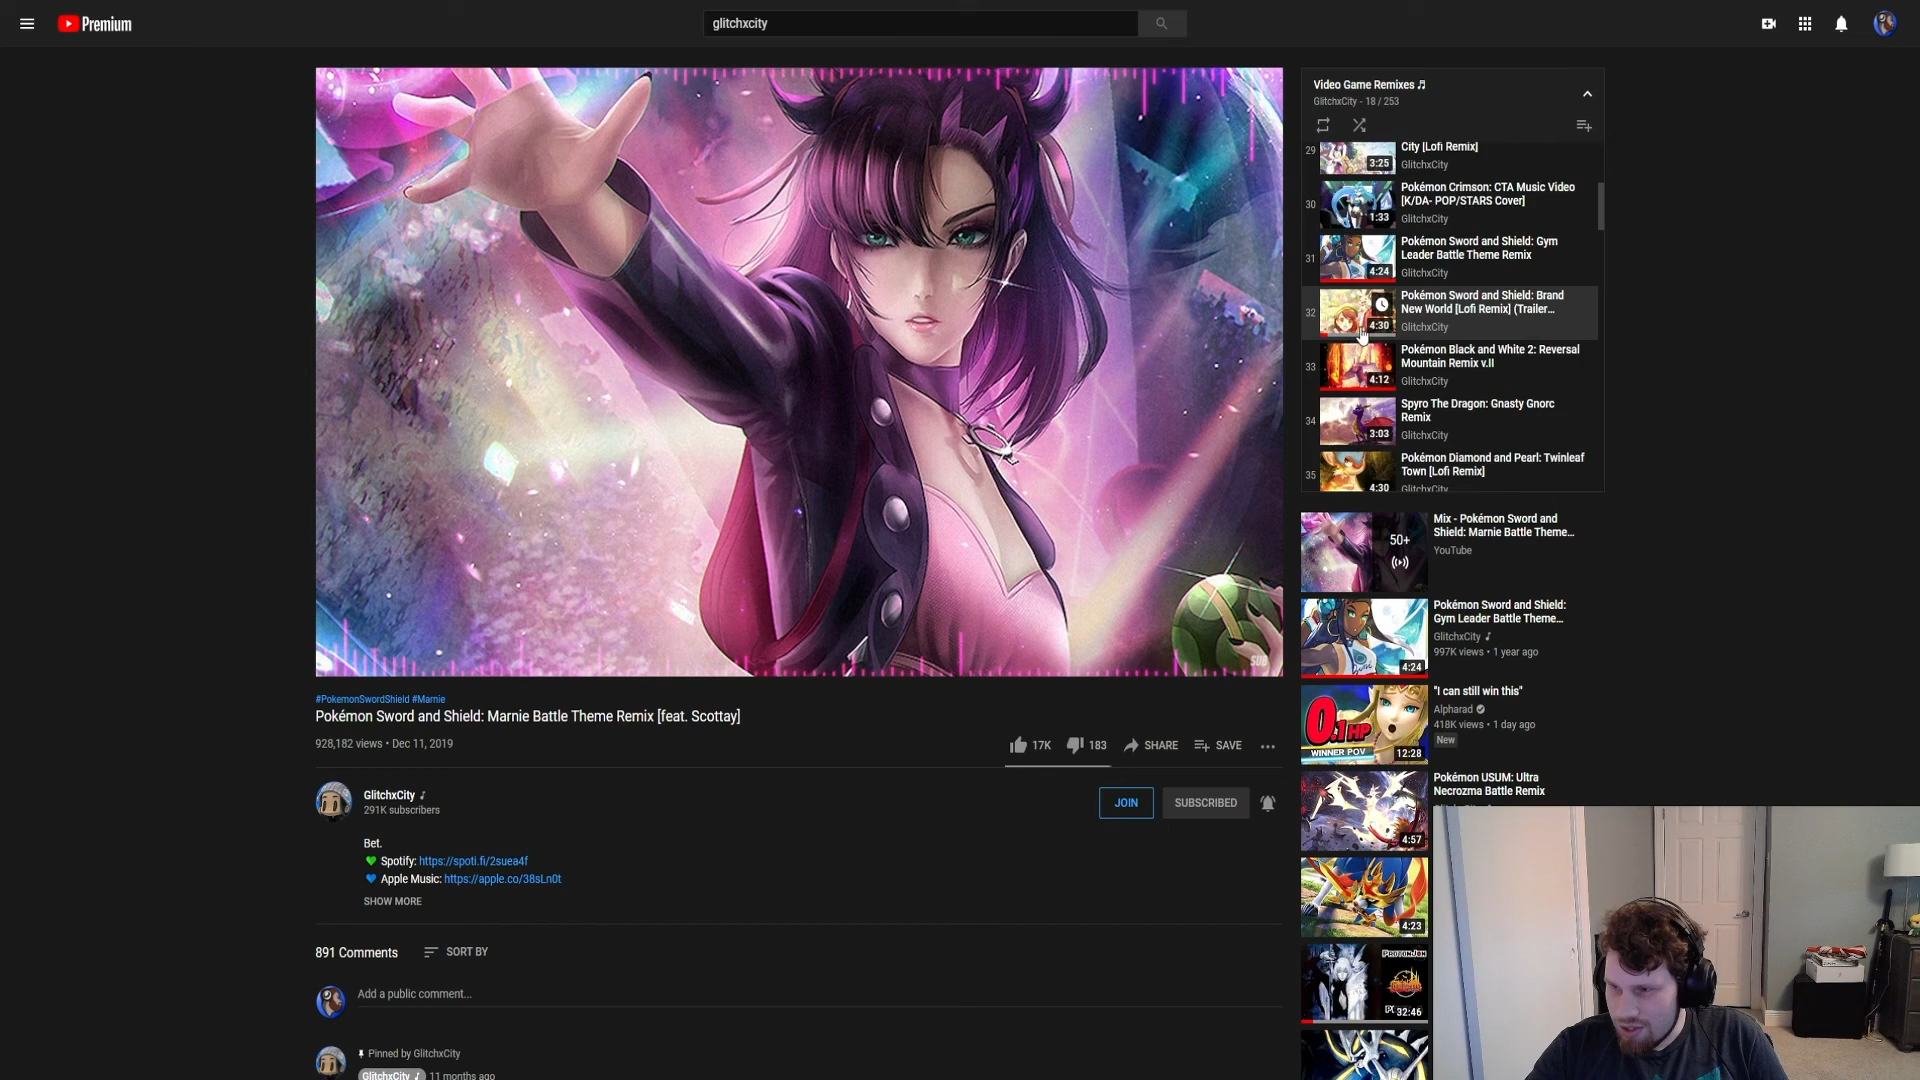 Premium
glitchxcity
SUB
#PokemonSwordShield #Marnie
Pokémon Sword and Shield: Marnie Battle Theme Remix [feat. Scottay]
928,182 views • Dec 11, 2019
17K
183
SHARE
SAVE
GlitchxCity
291K subscribers
JOIN
SUBSCRIBED
Bet.
Spotify: https://spoti.fi/2suea4f
Apple Music: https://apple.co/38sLn0t
SHOW MORE
891 Comments
SORT BY
Add a public comment...
Pinned by GlitchxCity
GlitchxCity
11 months ago
Video Game Remixes
GlitchxCity - 18 / 253
29
3:25
City [Lofi Remix]
GlitchxCity
30
1:33
Pokémon Crimson: CTA Music Video
[K/DA- POP/STARS Cover]
GlitchxCity
31
4:24
Pokémon Sword and Shield: Gym
Leader Battle Theme Remix
GlitchxCity
32
4:30
Pokémon Sword and Shield: Brand
New World [Lofi Remix] (Trailer...
GlitchxCity
33
4:12
Pokémon Black and White 2: Reversal
Mountain Remix v.II
GlitchxCity
34
3:03
Spyro The Dragon: Gnasty Gnorc
Remix
GlitchxCity
35
4:30
Pokémon Diamond and Pearl: Twinleaf
Town [Lofi Remix]
GlitchxCity
50+
Mix - Pokémon Sword and
Shield: Marnie Battle Theme...
YouTube
4:24
Pokémon Sword and Shield:
Gym Leader Battle Theme...
GlitchxCity
997K views • 1 year ago
0.1HP
WINNER POV
12:28
"I can still win this"
Alpharad
418K views • 1 day ago
New
4:57
Pokémon USUM: Ultra
Necrozma Battle Remix
4:23
PROTONJON
32:46